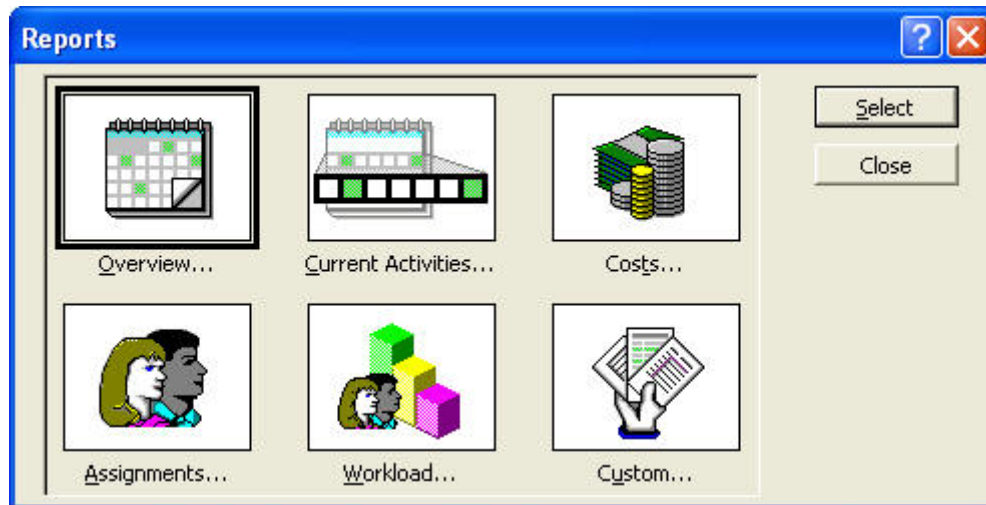 Reports
Select
Close
Overview...
Current Activities...
Costs...
Assignments...
Workload...
Custom...